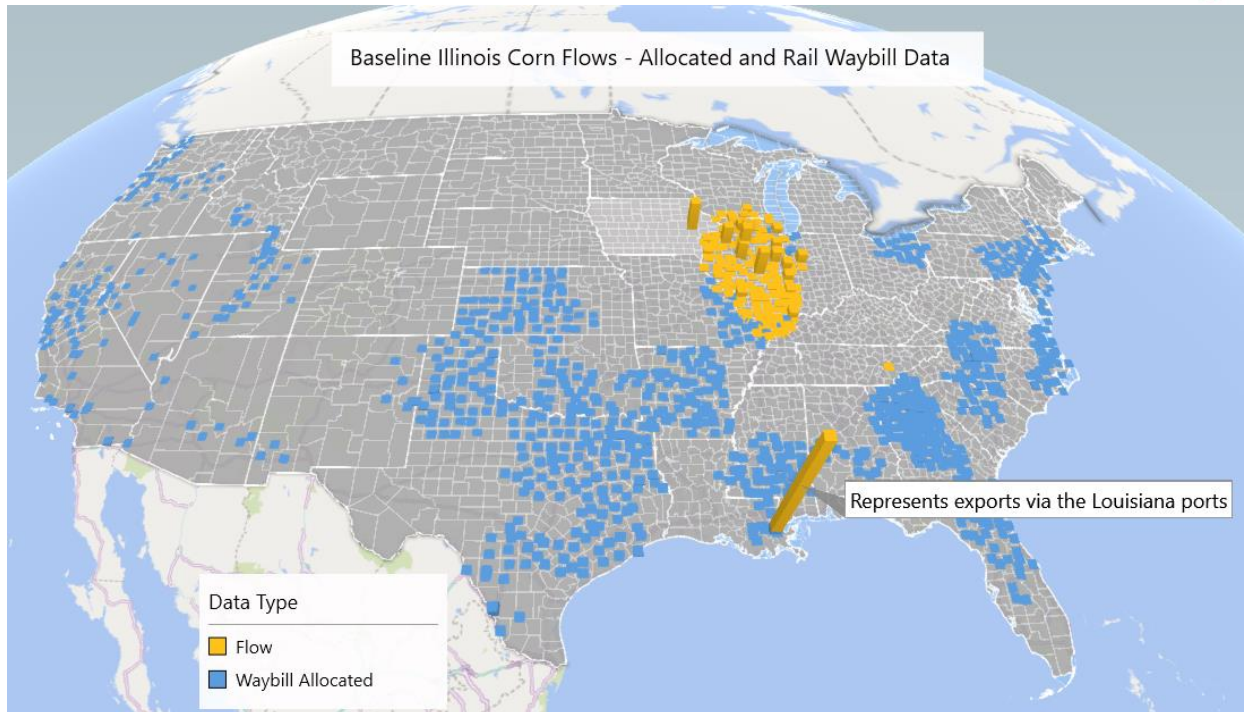 Baseline Illinois Corn Flows - Allocated and Rail Waybill Data
Represents exports via the Louisiana ports
Data Type
Flow
Waybill Allocated